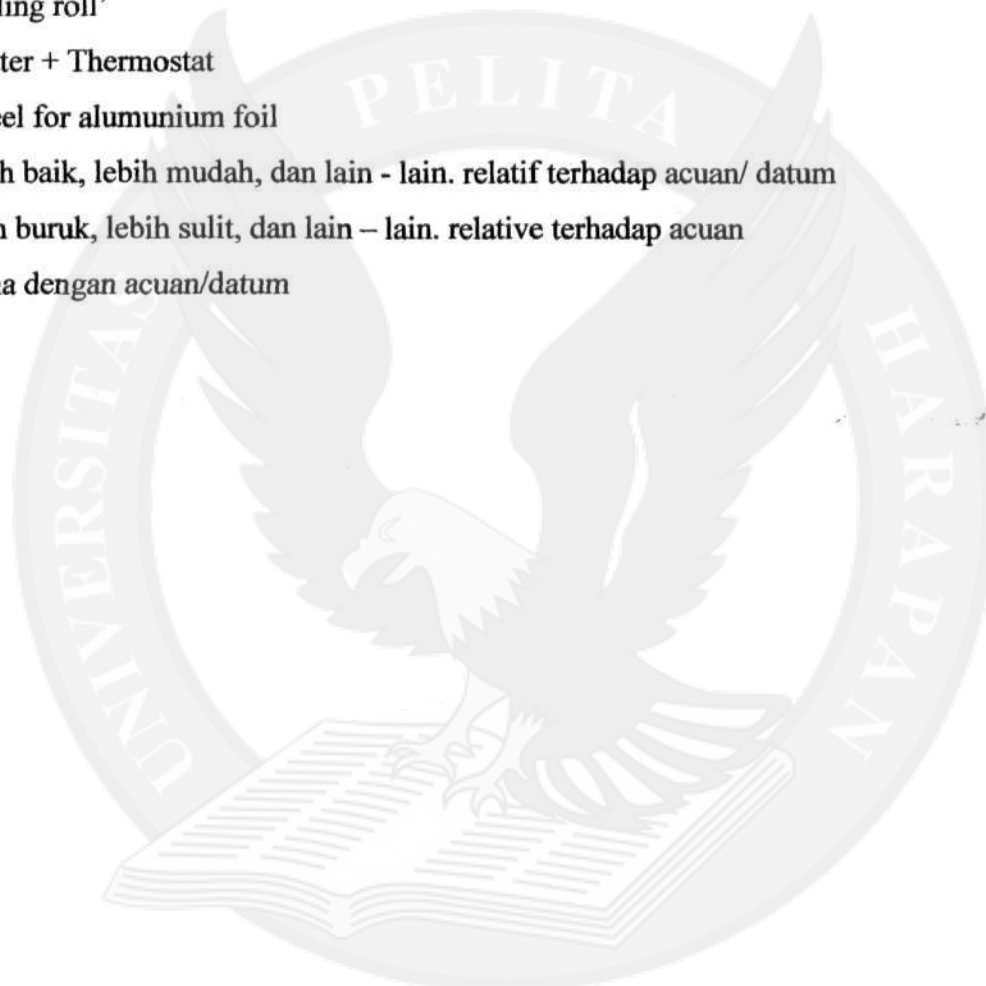 ling roll
ter + Thermostat
el for alumunium foil
h baik, lebih mudah, dan lain - lain. relatif terhadap acuan/ datum
buruk, lebih sulit, dan lain – lain. relative terhadap acuan
a dengan acuan/datum
UNIVERSITAS PELITA HARAPAN